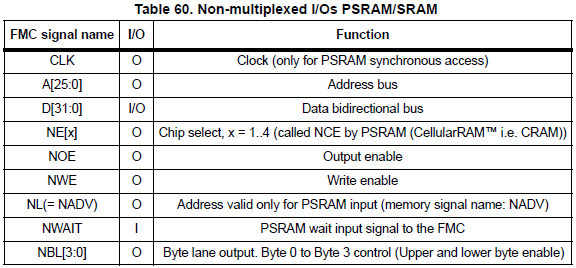 Table 60. Non-multiplexed I/Os PSRAM/SRAM
FMC signal name I/O Function
CLK O Clock (only for PSRAM synchronous access)
A[25:0] O Address bus
D[31:0] I/O Data bidirectional bus
NE[x] O Chip select, x = 1..4 (called NCE by PSRAM (CellularRAM™ i.e. CRAM))
NOE O Output enable
NWE O Write enable
NL(= NADV) O Address valid only for PSRAM input (memory signal name: NADV)
NWAIT I PSRAM wait input signal to the FMC
NBL[3:0] O Byte lane output. Byte 0 to Byte 3 control (Upper and lower byte enable)